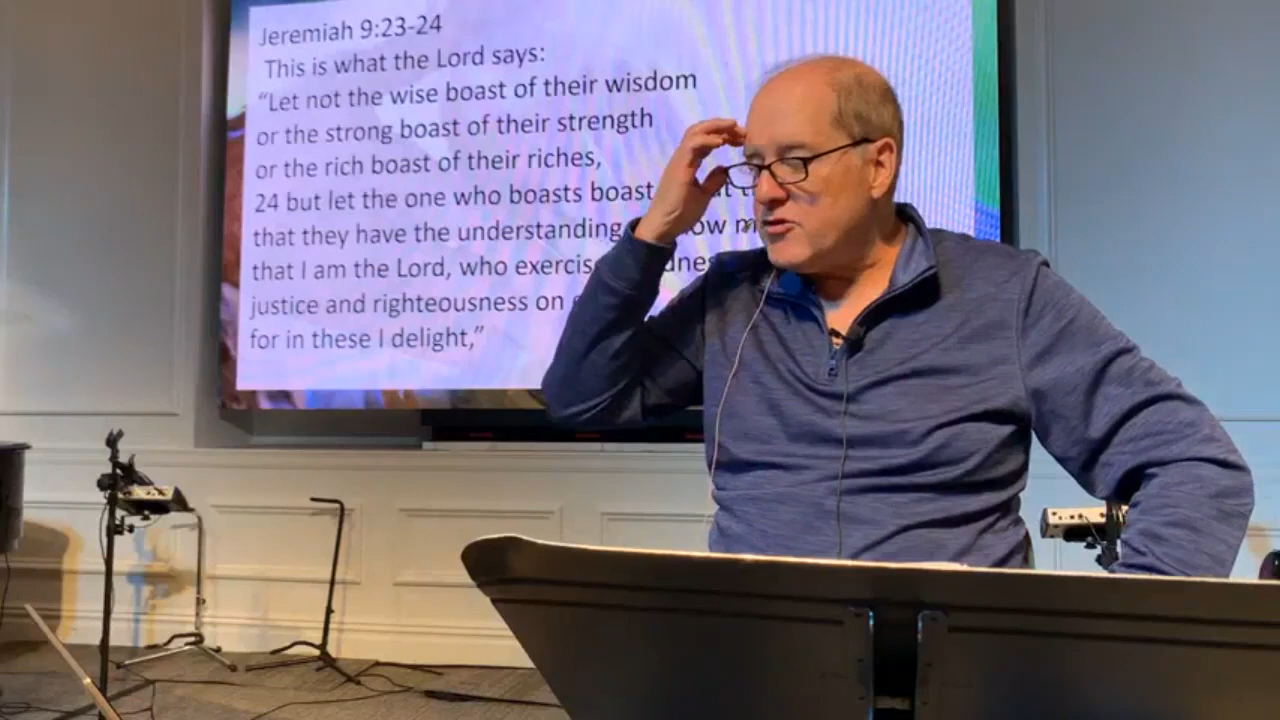 Jeremiah 9:23-24
This is what the Lord says:
“Let not the wise boast of their wisdom
or the strong boast of their strength
or the rich boast of their riches,
24 but let the one who boasts boast
that they have the understanding
that I am the Lord, who
justice and righteousness on
for in these I delight,”